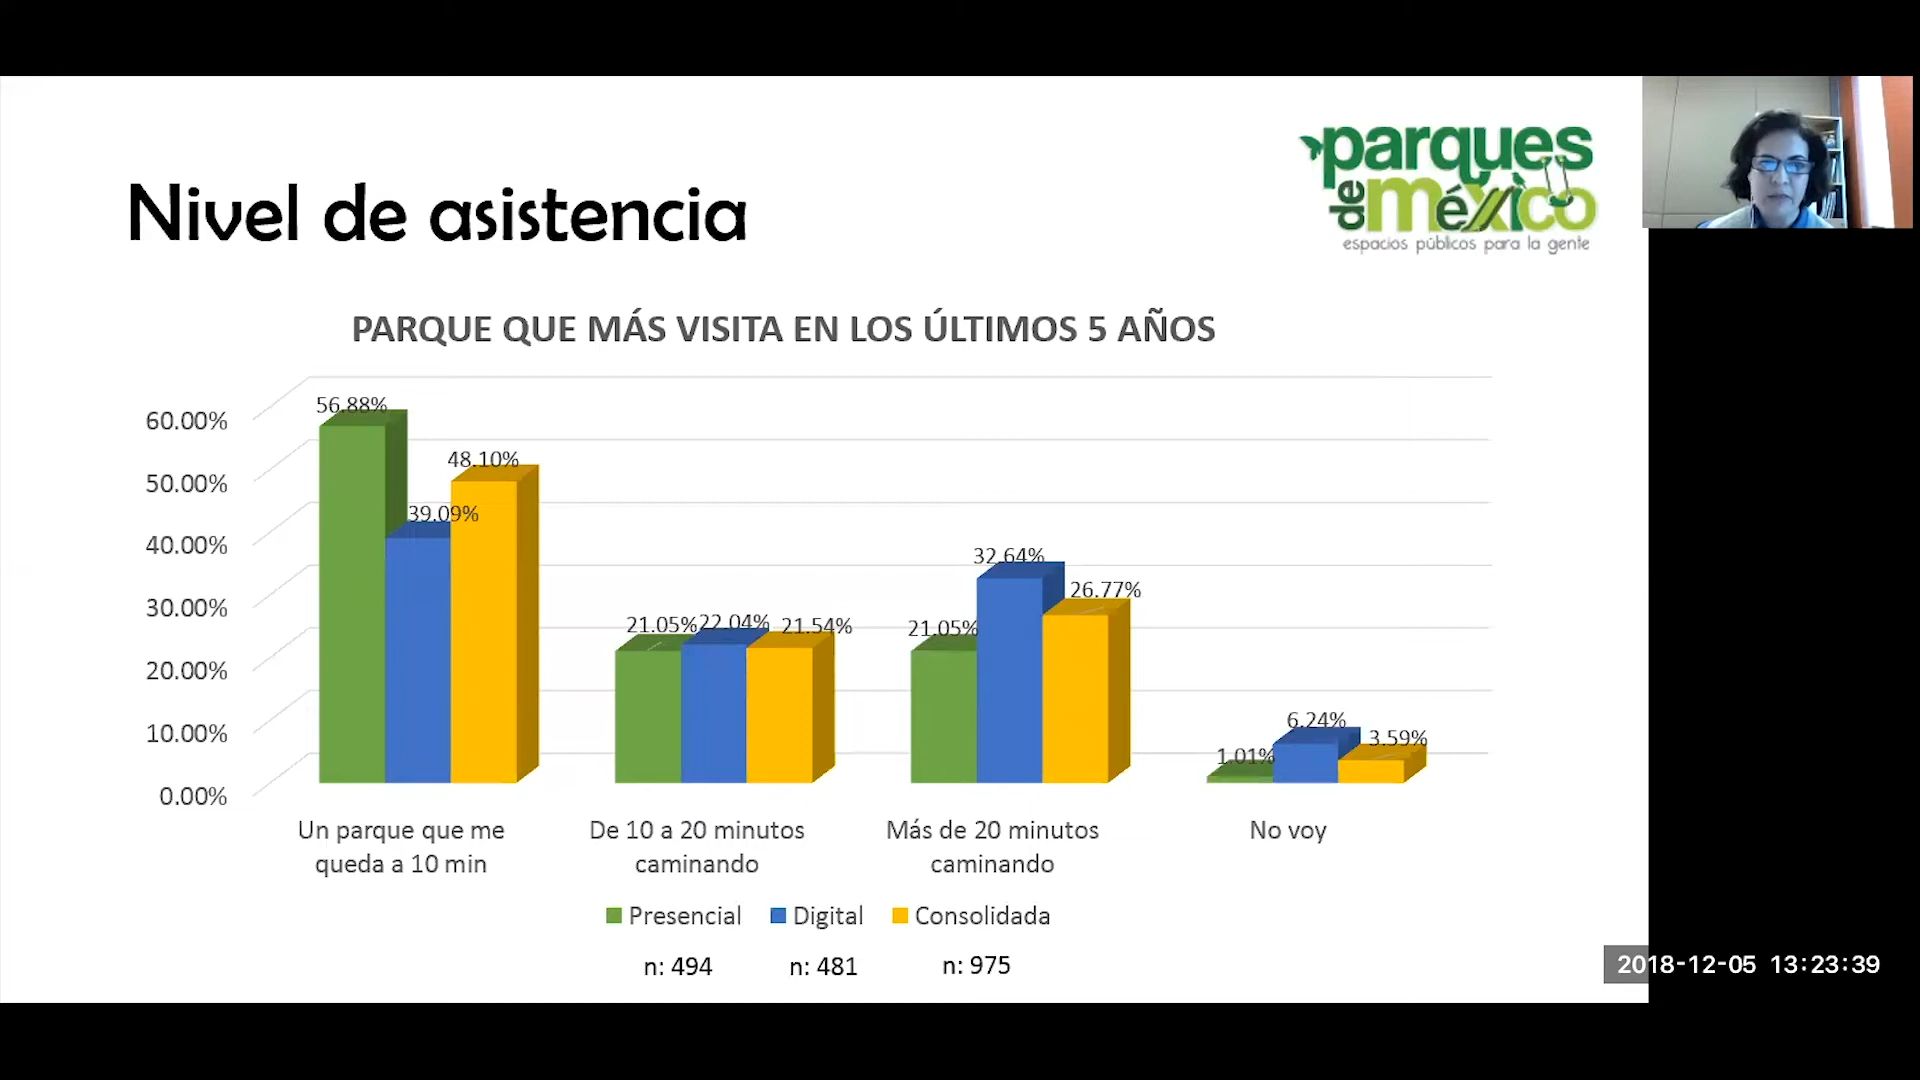 parques
de méxico
espacios públicos para la gente
Nivel de asistencia
PARQUE QUE MÁS VISITA EN LOS ÚLTIMOS 5 AÑOS
60.00%
50.00%
40.00%
30.00%
20.00%
10.00%
0.00%
56.88%
39.09%
48.10%
21.05%
22.04%
21.54%
21.05%
32.64%
26.77%
1.01%
6.24%
3.59%
Un parque que me
queda a 10 min
De 10 a 20 minutos
caminando
Más de 20 minutos
caminando
No voy
Presencial Digital Consolidada
n: 494 n: 481 n: 975
2018-12-05 13:23:39